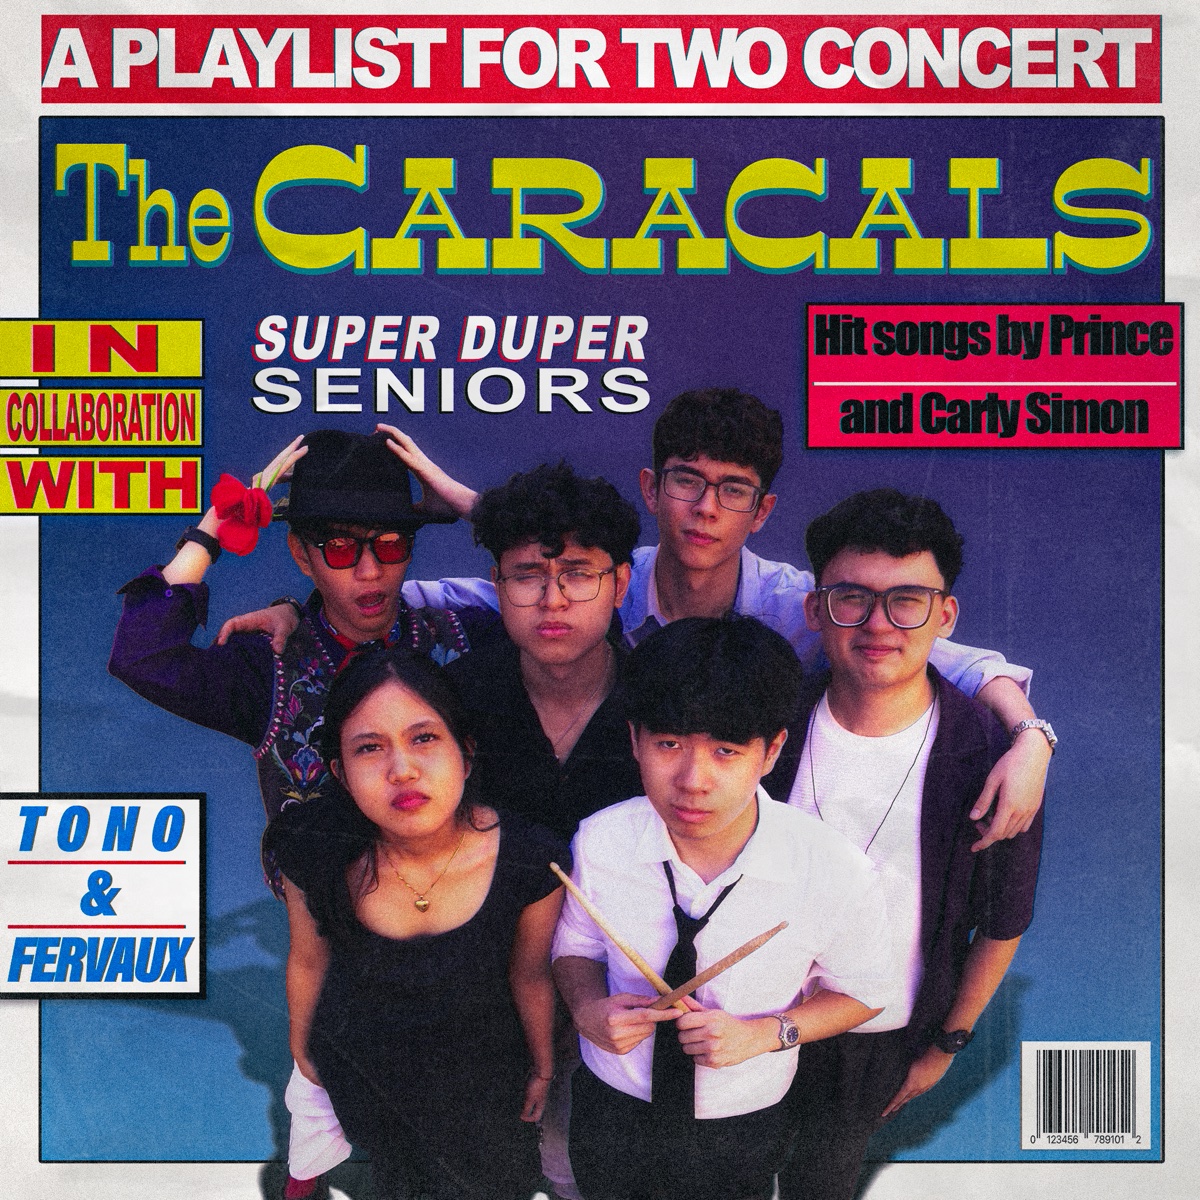 A PLAYLIST FOR TWO CONCERT
The CARACALS
SUPER DUPER
SENIORS
Hit songs by Prince
and Carly Simon
IN
COLLABORATION
WITH
TONO
&
FERVAUX
0 123456 789101 2